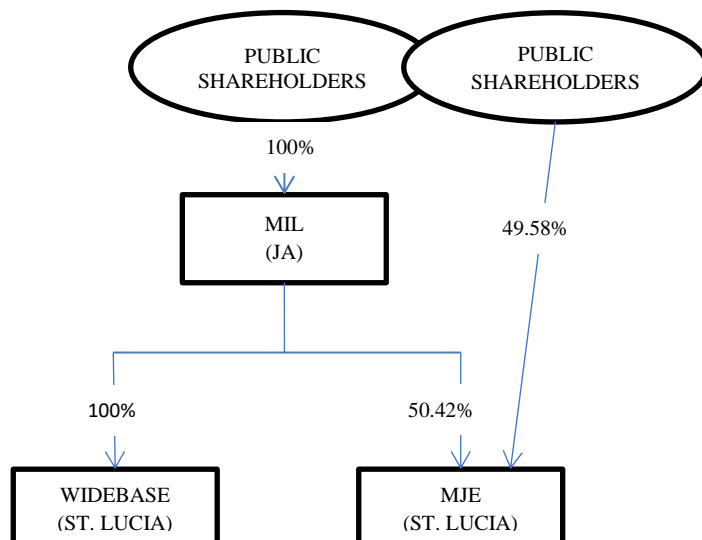 PUBLIC
SHAREHOLDERS
PUBLIC
SHAREHOLDERS
100%
MIL
(JA)
49.58%
100%
50.42%
WIDEBASE
(ST. LUCIA)
MJE
(ST. LUCIA)